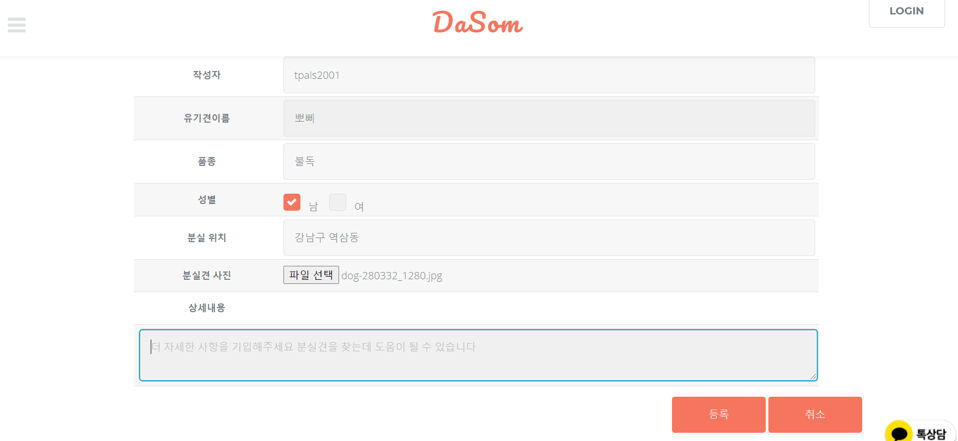 DaSom
LOGIN
작성자 tpals2001
유기견이름 뽀삐
품종 불독
성별 남 여
분실 위치 강남구 역삼동
분실견 사진 파일 선택 dog-280332_1280.jpg
상세내용
더 자세한 사항을 기입해주세요 분실견을 찾는데 도움이 될 수 있습니다
등록 취소
톡상담